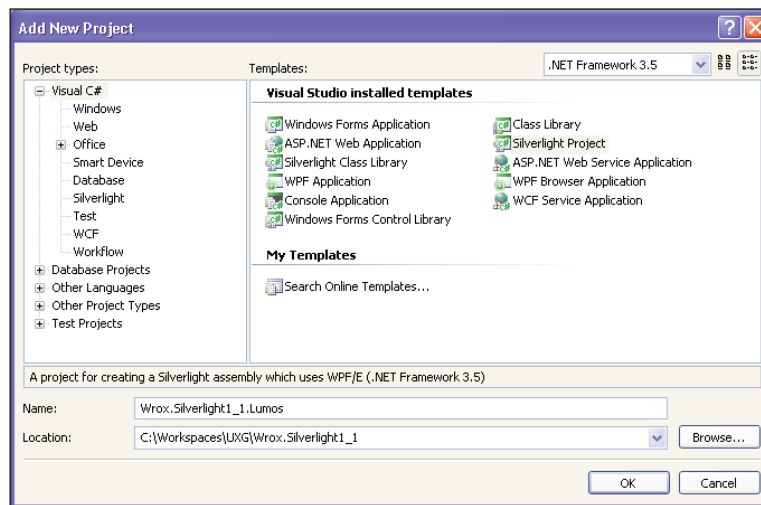 Add New Project
Project types:
Templates:
.NET Framework 3.5
Visual C#
Windows
Web
Office
Smart Device
Database
Silverlight
Test
WCF
Workflow
Database Projects
Other Languages
Other Project Types
Test Projects
Visual Studio installed templates
Windows Forms Application
ASP.NET Web Application
Silverlight Class Library
WPF Application
Console Application
Windows Forms Control Library
Class Library
Silverlight Project
ASP.NET Web Service Application
WPF Browser Application
WCF Service Application
My Templates
Search Online Templates...
A project for creating a Silverlight assembly which uses WPF/E (.NET Framework 3.5)
Name:
Wrox.Silverlight1_1.Lumos
Location:
C:\Workspaces\UXG\Wrox.Silverlight1_1
Browse...
OK
Cancel